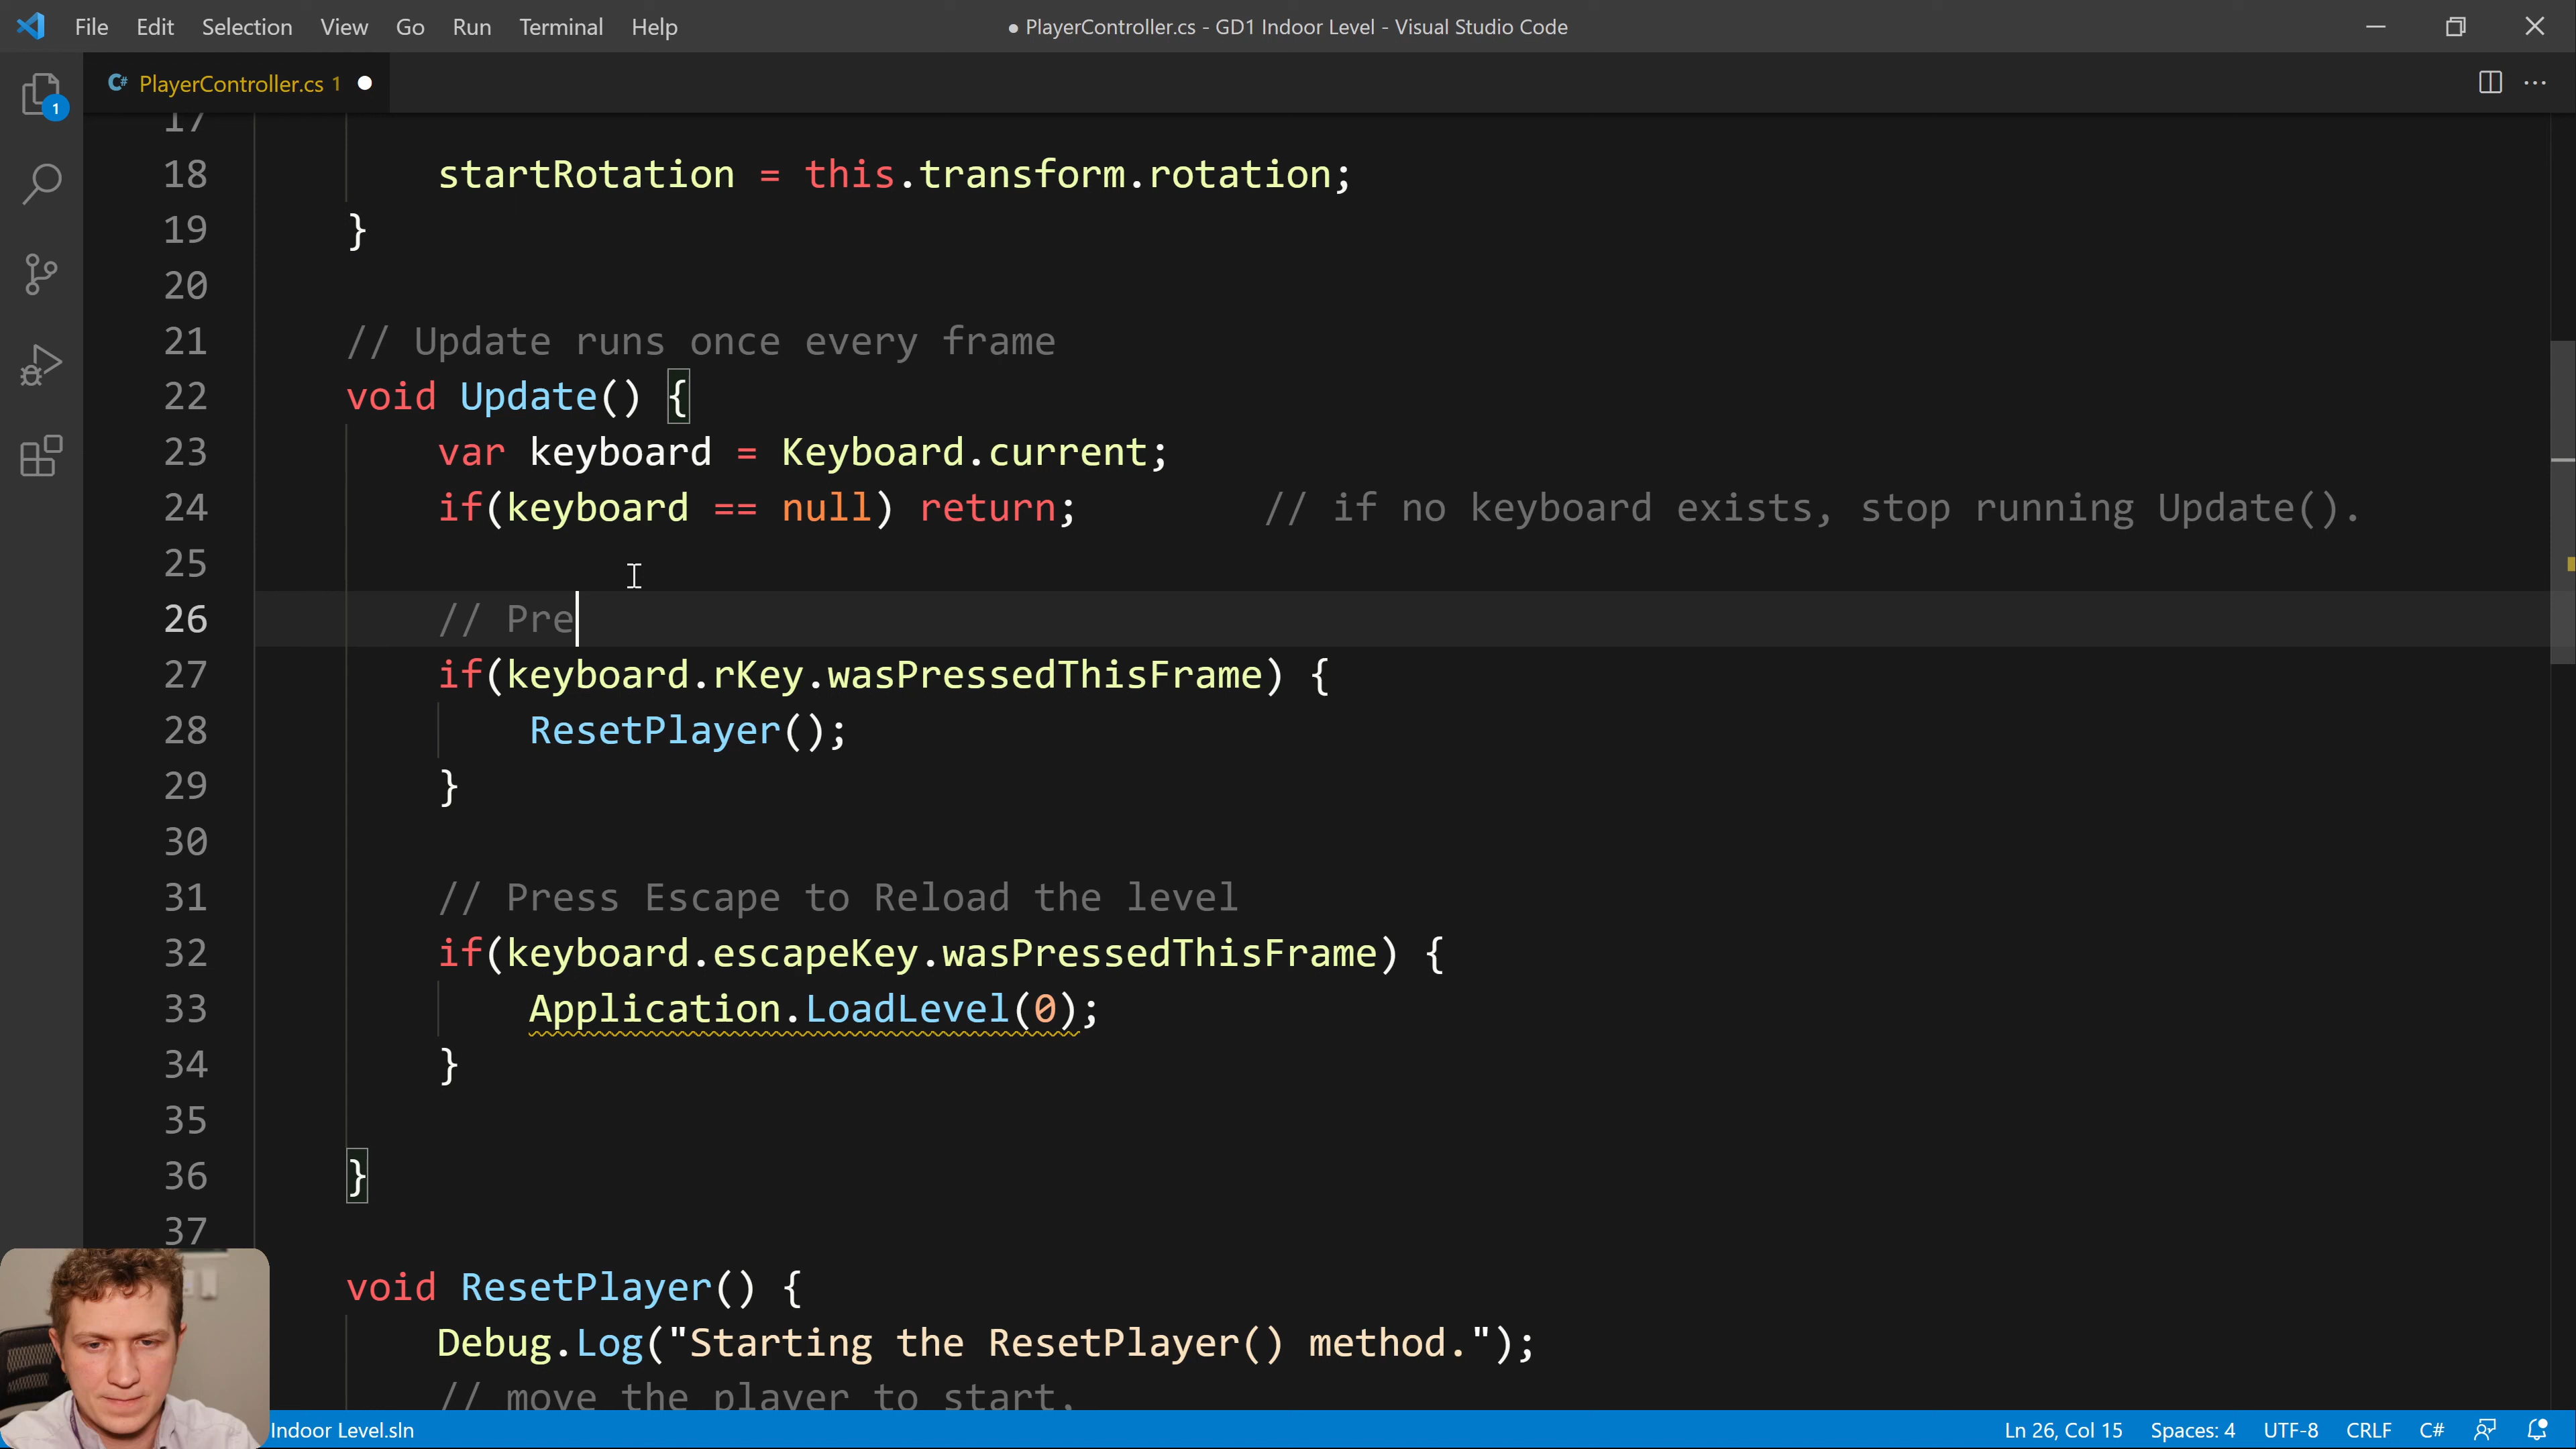 File Edit Selection View Go Run Terminal Help ● PlayerController.cs - GD1 Indoor Level - Visual Studio Code
C# PlayerController.cs 1 ●
1
17
18 startRotation = this.transform.rotation;
19 }
20
21 // Update runs once every frame
22 void Update() {
23 var keyboard = Keyboard.current;
24 if(keyboard == null) return; // if no keyboard exists, stop running Update().
25
26 // Pre
27 if(keyboard.rKey.wasPressedThisFrame) {
28 ResetPlayer();
29 }
30
31 // Press Escape to Reload the level
32 if(keyboard.escapeKey.wasPressedThisFrame) {
33 Application.LoadLevel(0);
34 }
35
36 }
37
void ResetPlayer() {
Debug.Log("Starting the ResetPlayer() method.");
// move the player to start,
Indoor Level.sln Ln 26, Col 15 Spaces: 4 UTF-8 CRLF C#